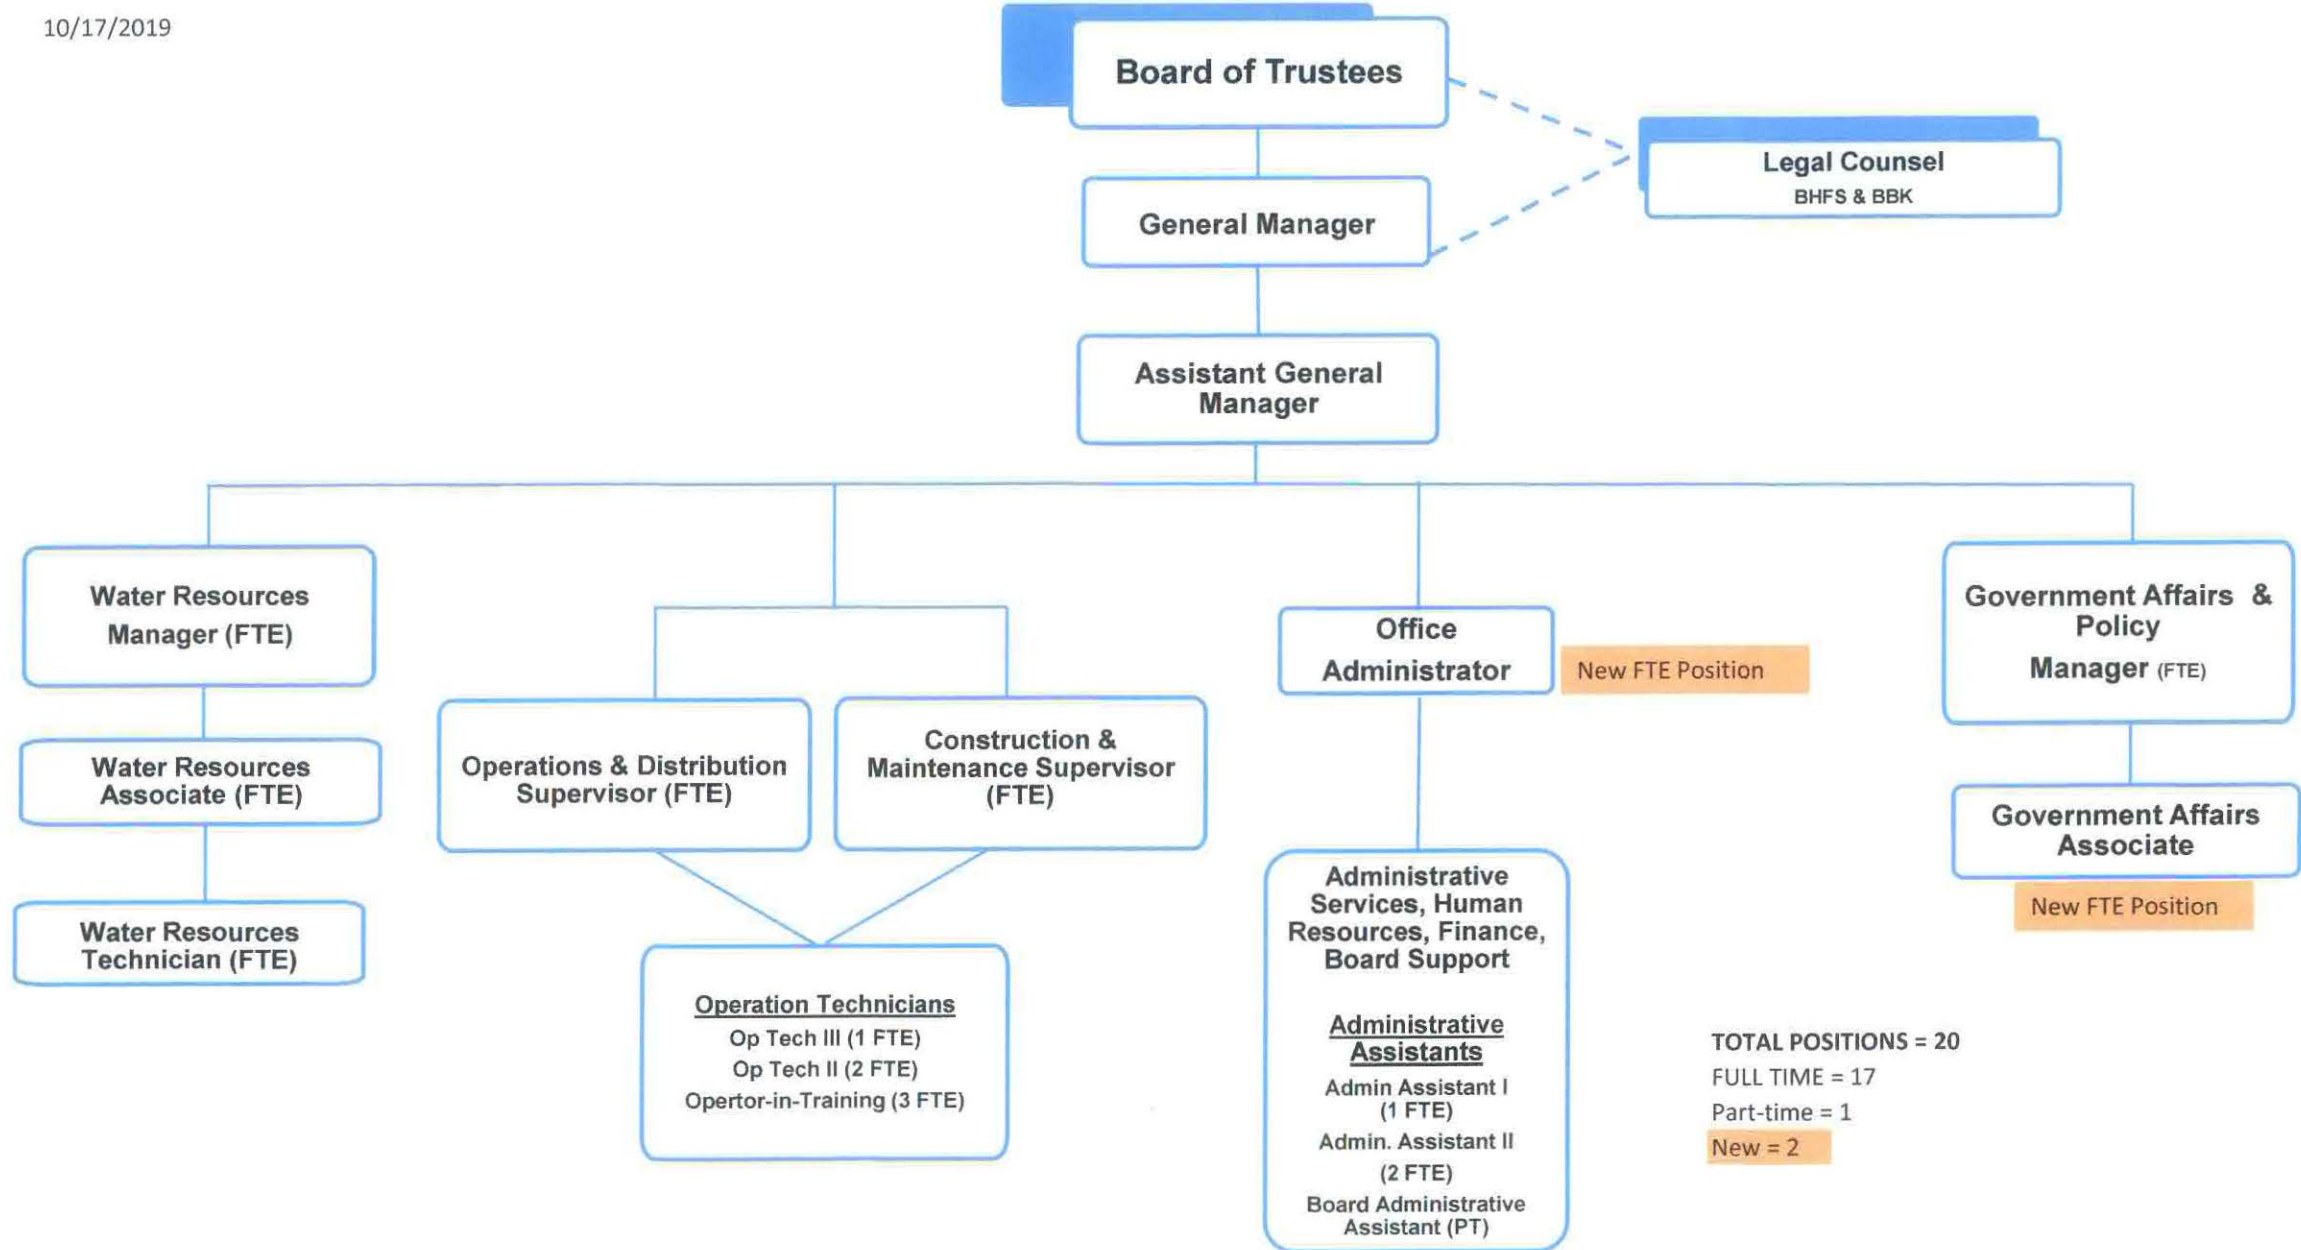 10/17/2019
Board of Trustees
Legal Counsel
BHFS & BBK
General Manager
Assistant General
Manager
Water Resources
Manager (FTE)
Water Resources
Associate (FTE)
Water Resources
Technician (FTE)
Operations & Distribution
Supervisor (FTE)
Construction &
Maintenance Supervisor
(FTE)
Operation Technicians
Op Tech III (1 FTE)
Op Tech II (2 FTE)
Opertor-in-Training (3 FTE)
Office
Administrator
New FTE Position
Administrative
Services, Human
Resources, Finance,
Board Support
Administrative
Assistants
Admin Assistant I
(1 FTE)
Admin. Assistant II
(2 FTE)
Board Administrative
Assistant (PT)
Government Affairs &
Policy
Manager (FTE)
Government Affairs
Associate
New FTE Position
TOTAL POSITIONS = 20
FULL TIME = 17
Part-time = 1
New = 2